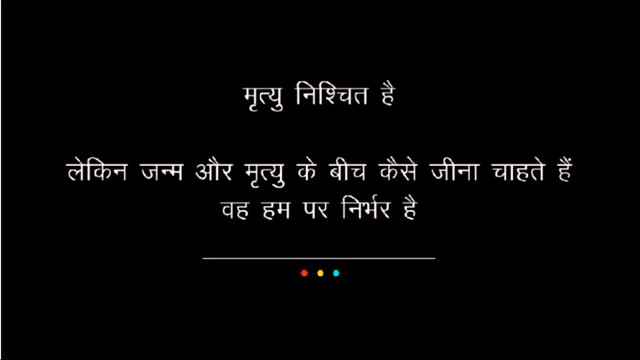 मृत्यु निश्चित है
लेकिन जन्म और मृत्यु के बीच कैसे जीना चाहते हैं
वह हम पर निर्भर है